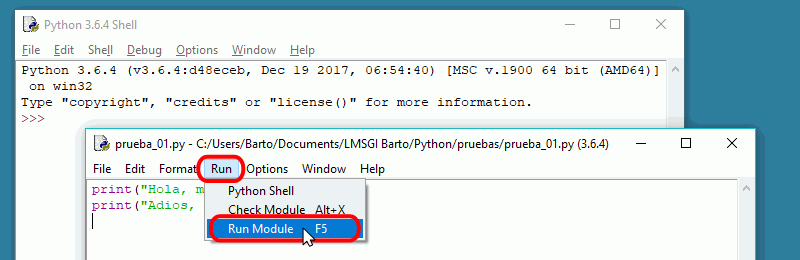 Python 3.6.4 Shell
File Edit Shell Debug Options Window Help
Python 3.6.4 (v3.6.4:d48eceb, Dec 19 2017, 06:54:40) [MSC v.1900 64 bit (AMD64)]
on win32
Type "copyright", "credits" or "license()" for more information.
>>>
prueba_01.py - C:/Users/Barto/Documents/LMSGI Barto/Python/pruebas/prueba_01.py (3.6.4)
File Edit Format Run Options Window Help
print("Hola, m
print("Adios,
Python Shell
Check Module Alt+X
Run Module F5